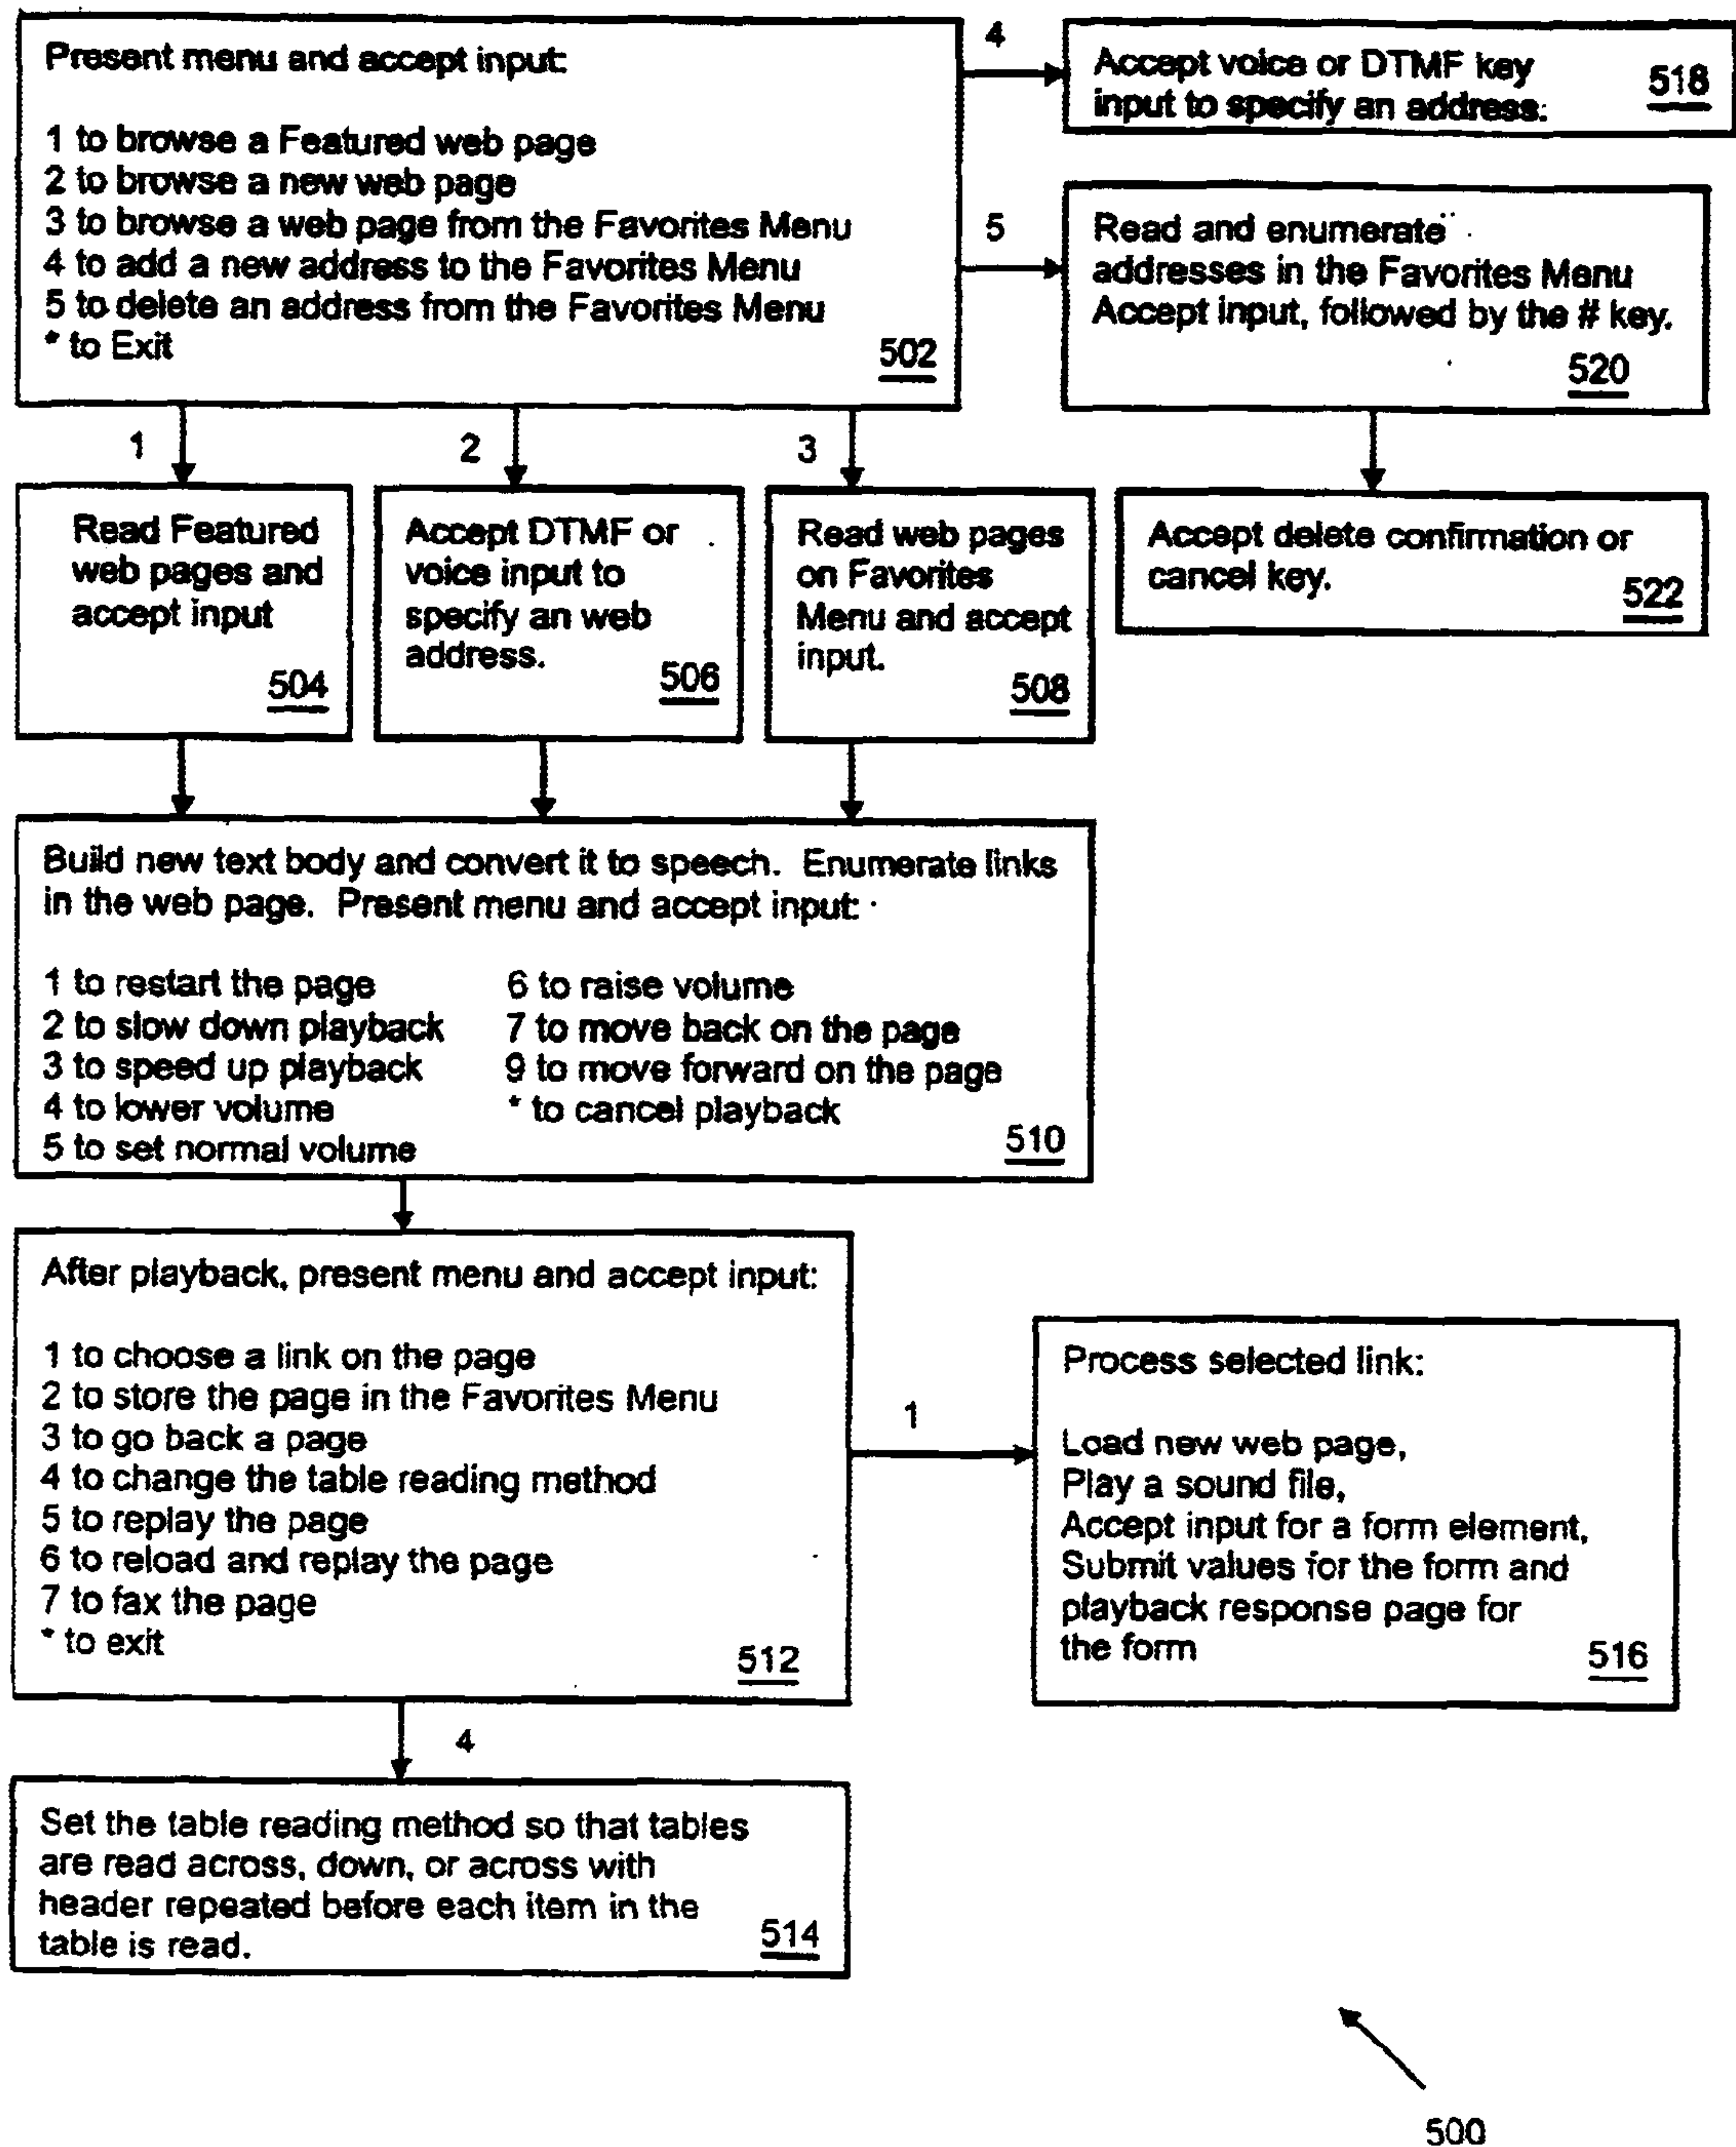 Present menu and accept input:
1 to browse a Featured web page
2 to browse a new web page
3 to browse a web page from the Favorites Menu
4 to add a new address to the Favorites Menu
5 to delete an address from the Favorites Menu
* to Exit
502
4
Accept voice or DTMF key
input to specify an address.
518
5
Read and enumerate
addresses in the Favorites Menu
Accept input, followed by the # key.
520
1
2
3
Read Featured
web pages and
accept input
504
Accept DTMF or
voice input to
specify an web
address.
506
Read web pages
on Favorites
Menu and accept
input.
508
Accept delete confirmation or
cancel key.
522
Build new text body and convert it to speech. Enumerate links
in the web page. Present menu and accept input:
1 to restart the page
2 to slow down playback
3 to speed up playback
4 to lower volume
5 to set normal volume
6 to raise volume
7 to move back on the page
9 to move forward on the page
* to cancel playback
510
After playback, present menu and accept input:
1 to choose a link on the page
2 to store the page in the Favorites Menu
3 to go back a page
4 to change the table reading method
5 to replay the page
6 to reload and replay the page
7 to fax the page
* to exit
512
1
Process selected link:
Load new web page,
Play a sound file,
Accept input for a form element,
Submit values for the form and
playback response page for
the form
516
4
Set the table reading method so that tables
are read across, down, or across with
header repeated before each item in the
table is read.
514
500